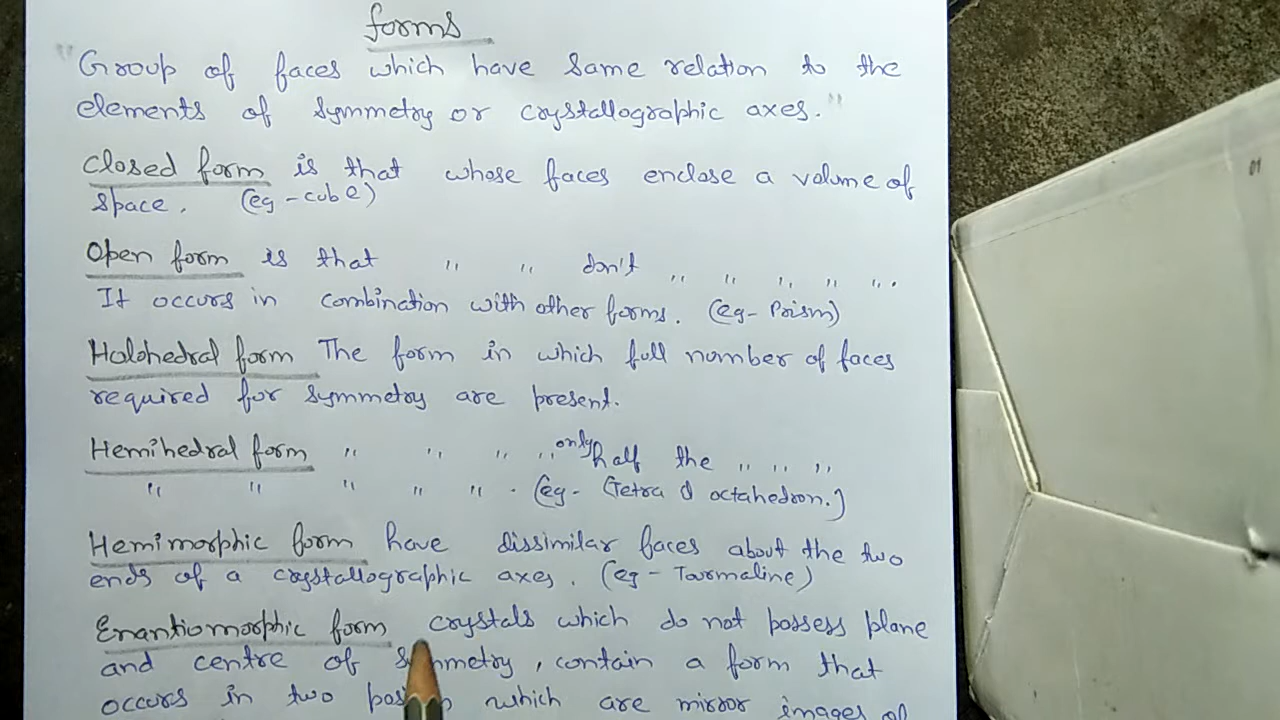 forms
"Group of faces which have same relation to the
elements of symmetry or crystallographic axes."
Closed form is that whose faces enclose a volume of
space. (eg - cube)
Open form is that " " don't " " " " ".
It occurs in combination with other forms. (eg- Prism)
Holohedral form The form in which full number of faces
required for symmetry are present.
Hemihedral form " " " " only half the " " "
" " " " " . (eg- (Tetra octahedron.)
Hemimorphic form have dissimilar faces about the two
ends of a crystallographic axes. (eg - Tourmaline)
Enantiomorphic form crystals which do not possess plane
and centre of symmetry, contain a form that
occurs in two which are mirror images of
01